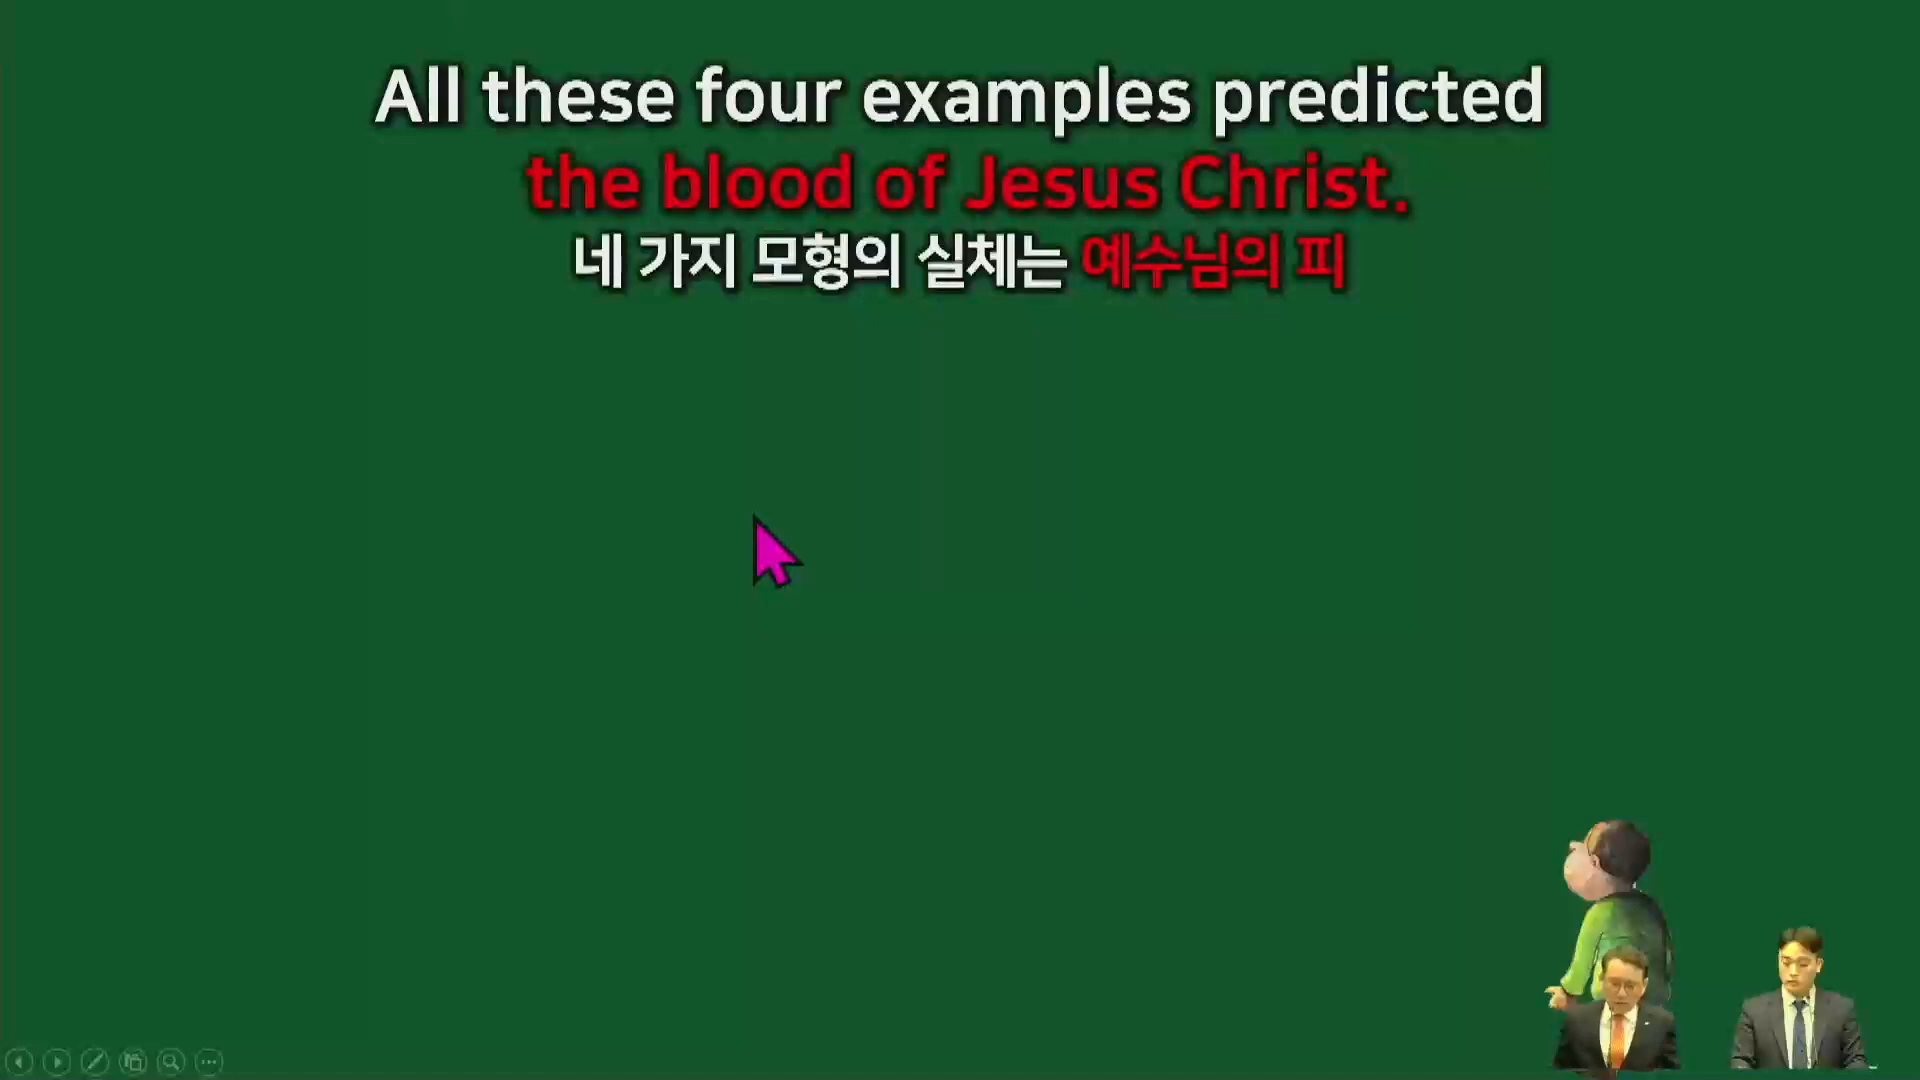 All these four examples predicted
the blood of Jesus Christ.
네 가지 모형의 실체는 예수님의 피